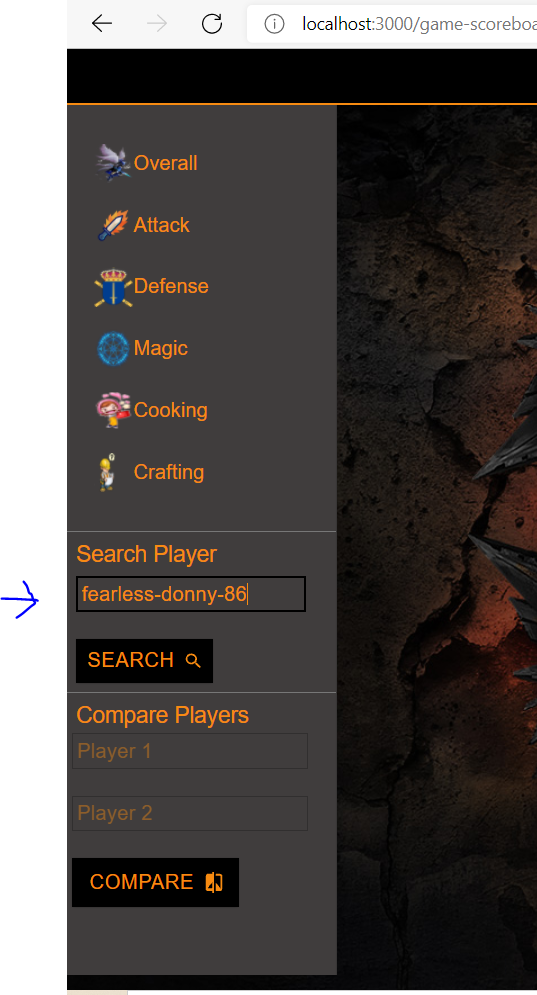 localhost:3000/game-scoreboa
Overall
Attack
Defense
Magic
Cooking
Crafting
Search Player
fearless-donny-86
SEARCH
Compare Players
Player 1
Player 2
COMPARE